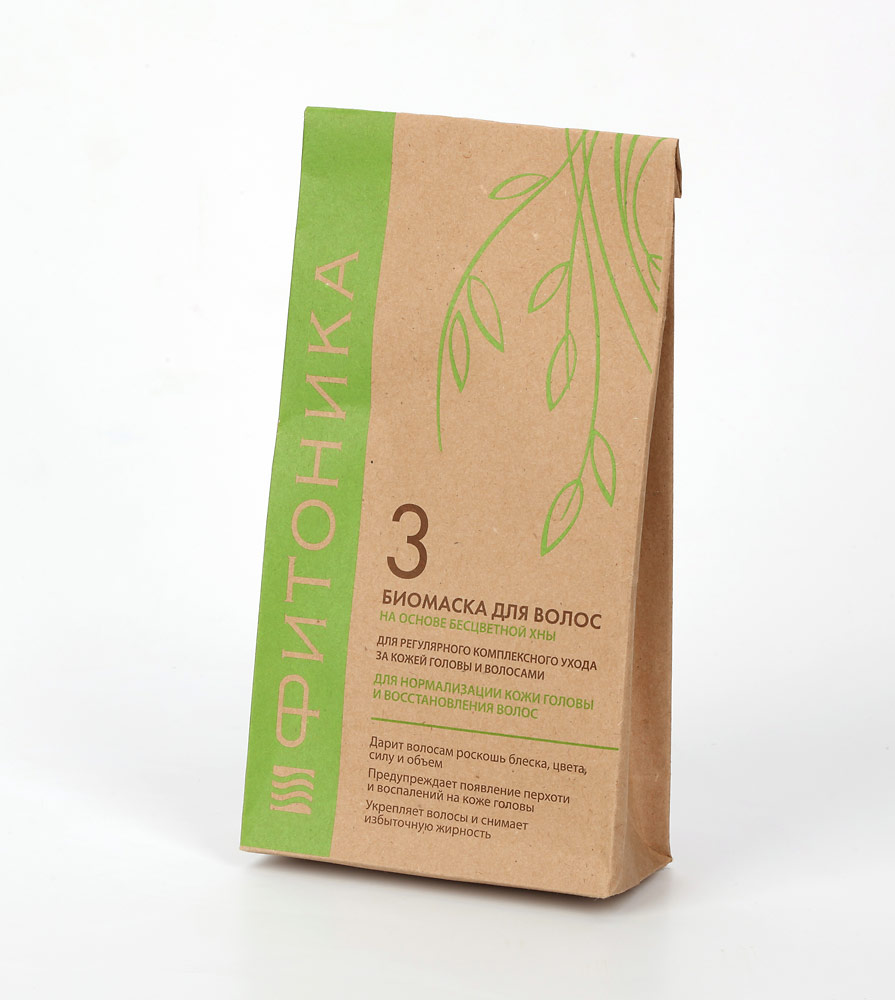 ФИТОНИКА
3
БИОМАСКА ДЛЯ ВОЛОС
НА ОСНОВЕ БЕСЦВЕТНОЙ ХНЫ
ДЛЯ РЕГУЛЯРНОГО КОМПЛЕКСНОГО УХОДА
ЗА КОЖЕЙ ГОЛОВЫ И ВОЛОСАМИ
ДЛЯ НОРМАЛИЗАЦИИ КОЖИ ГОЛОВЫ
И ВОССТАНОВЛЕНИЯ ВОЛОС
Дарит волосам роскошь блеска, цвета,
силу и объем
Предупреждает появление перхоти
и воспалений на коже головы
Укрепляет волосы и снимает
избыточную жирность